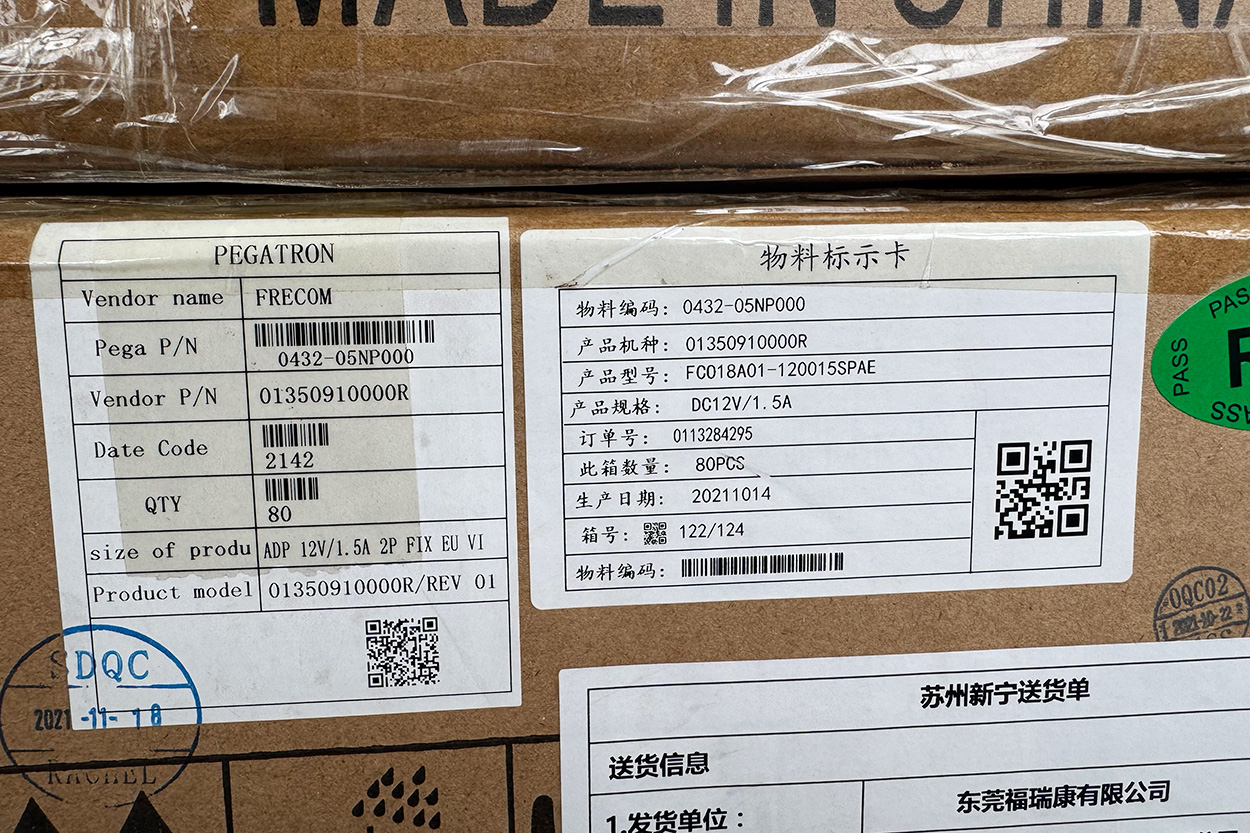 MADE IN CHINA
PEGATRON
Vendor name FRECOM
Pega P/N 0432-05NP000
Vendor P/N 01350910000R
Date Code 2142
QTY 80
size of produ ADP 12V/1.5A 2P FIX EU VI
Product model 01350910000R/REV 01
SDQC
2021-11-18
RACHEL
物料标示卡
物料编码: 0432-05NP000
产品机种: 01350910000R
产品型号: FC018A01-120015SPAE
产品规格: DC12V/1.5A
订单号: 0113284295
此箱数量: 80PCS
生产日期: 20211014
箱号: 122/124
物料编码:
PASS
PASS
OQC02
2021-10-22
苏州新宁送货单
送货信息
1.发货单位: 东莞福瑞康有限公司